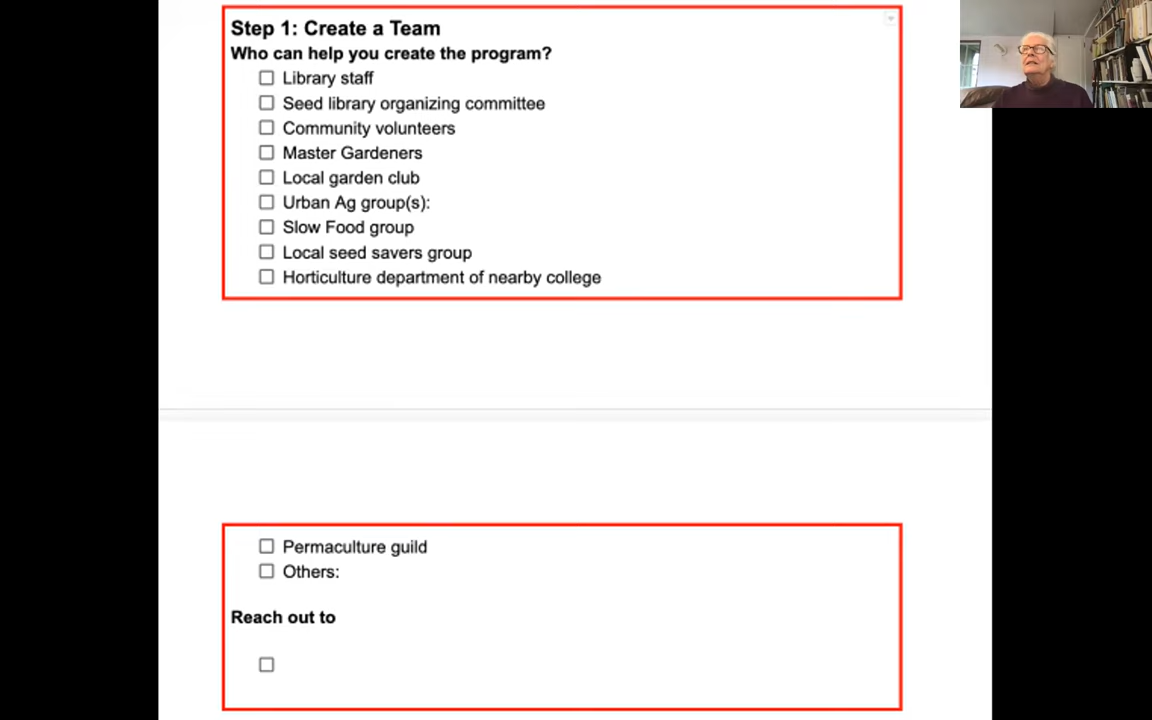 Step 1: Create a Team
Who can help you create the program?
☐ Library staff
☐ Seed library organizing committee
☐ Community volunteers
☐ Master Gardeners
☐ Local garden club
☐ Urban Ag group(s):
☐ Slow Food group
☐ Local seed savers group
☐ Horticulture department of nearby college
☐ Permaculture guild
☐ Others:
Reach out to
☐